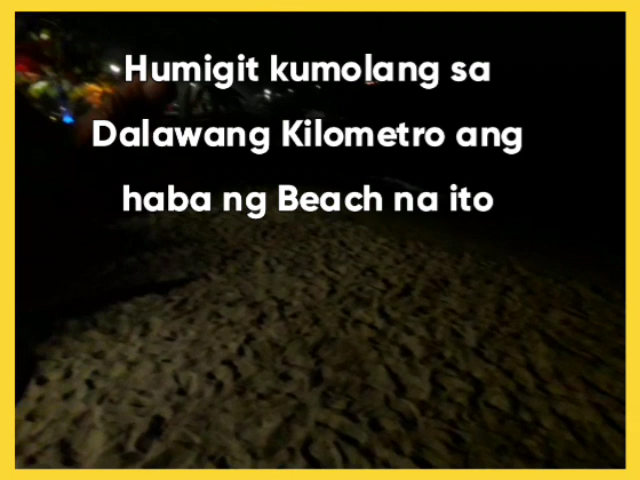 Humigit kumolang sa
Dalawang Kilometro ang
haba ng Beach na ito